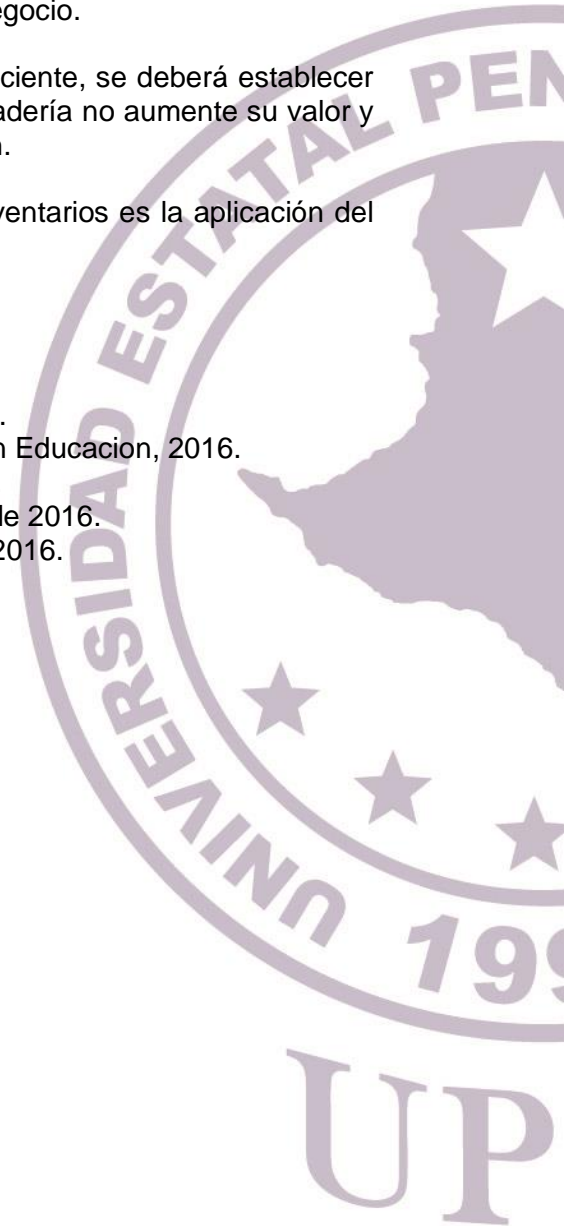 egocio.
ciente, se deberá establecer
adería no aumente su valor y
n.
ventarios es la aplicación del
.
n Educacion, 2016.
de 2016.
2016.
UNIVERSIDAD ESTATAL PEN
199
UP